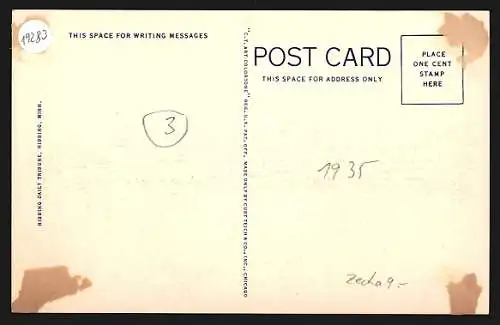 19283
THIS SPACE FOR WRITING MESSAGES
POST CARD
THIS SPACE FOR ADDRESS ONLY
PLACE
ONE CENT
STAMP
HERE
HIBBING DAILY TRIBUNE, HIBBING, MINN.
"C.T. ART COLORTONE" REG. U.S. PAT. OFF. MADE ONLY BY CURT TEICH & CO., INC., CHICAGO
3
1935